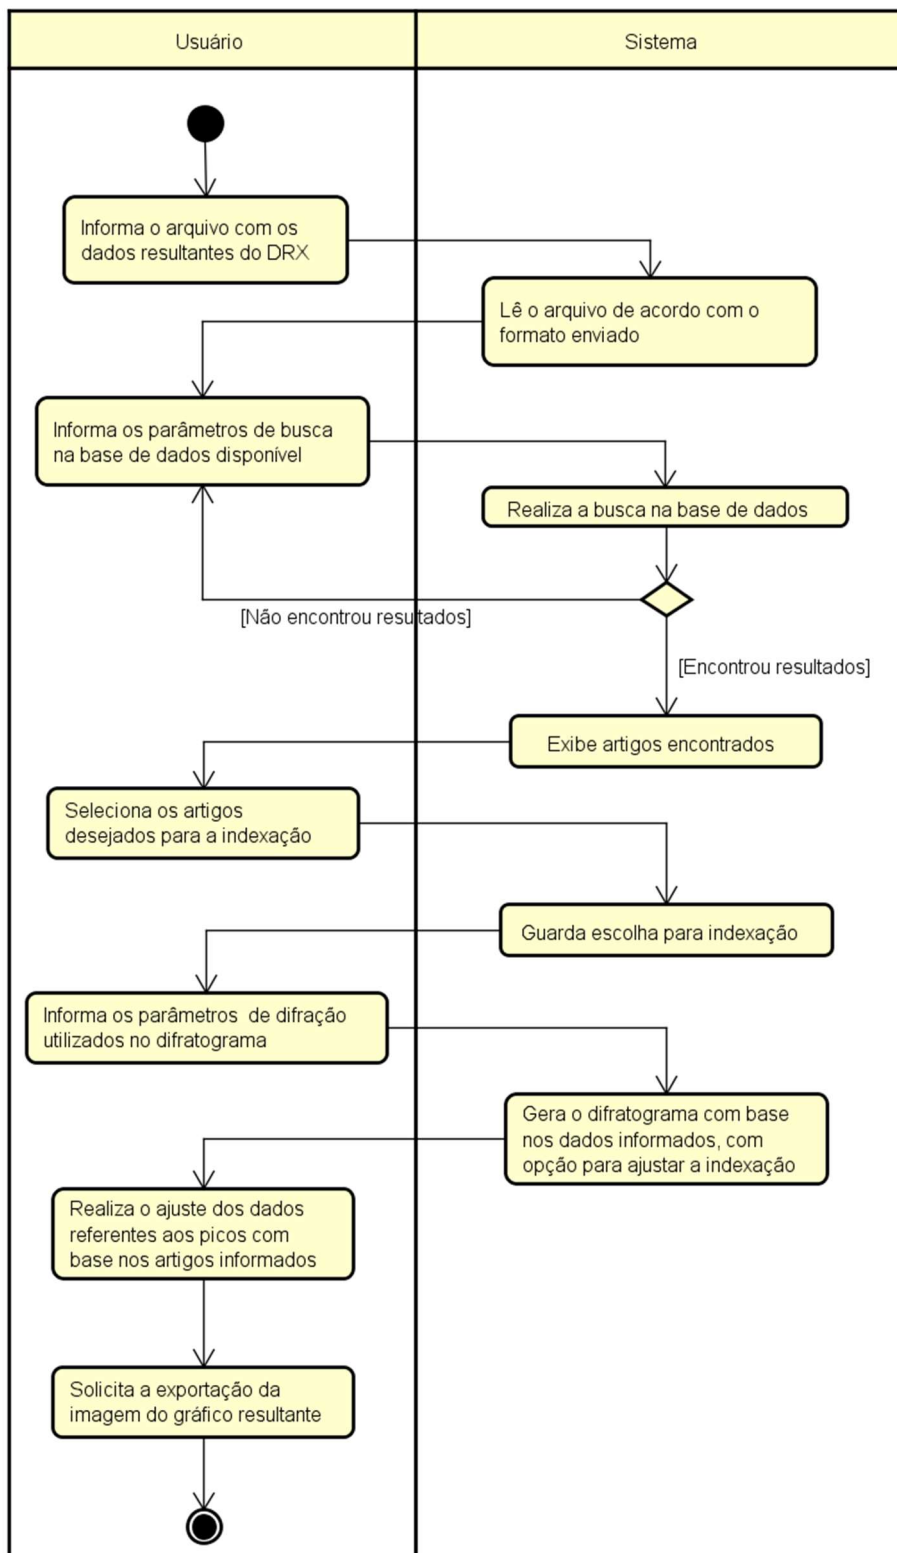 Usuário
Sistema
Informa o arquivo com os
dados resultantes do DRX
Lê o arquivo de acordo com o
formato enviado
Informa os parâmetros de busca
na base de dados disponível
Realiza a busca na base de dados
[Não encontrou resultados]
[Encontrou resultados]
Exibe artigos encontrados
Seleciona os artigos
desejados para a indexação
Guarda escolha para indexação
Informa os parâmetros de difração
utilizados no difratograma
Gera o difratograma com base
nos dados informados, com
opção para ajustar a indexação
Realiza o ajuste dos dados
referentes aos picos com
base nos artigos informados
Solicita a exportação da
imagem do gráfico resultante